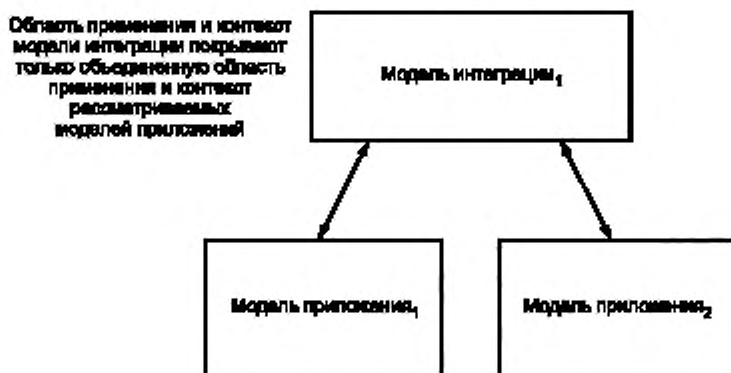 Область применения и контекст
модели интеграции покрывают
только объединенную область
применения и контекст
рассматриваемых
моделей приложений
Модель интеграции₁
Модель приложения₁
Модель приложения₂